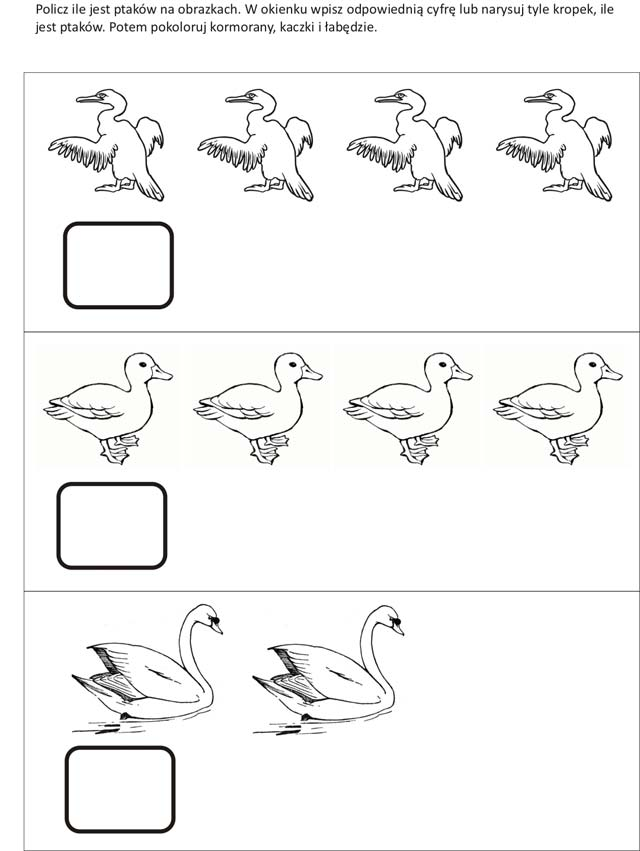 Policz ile jest ptaków na obrazkach. W okienku wpisz odpowiednią cyfrę lub narysuj tyle kropek, ile
jest ptaków. Potem pokoloruj kormorany, kaczki i łabędzie.